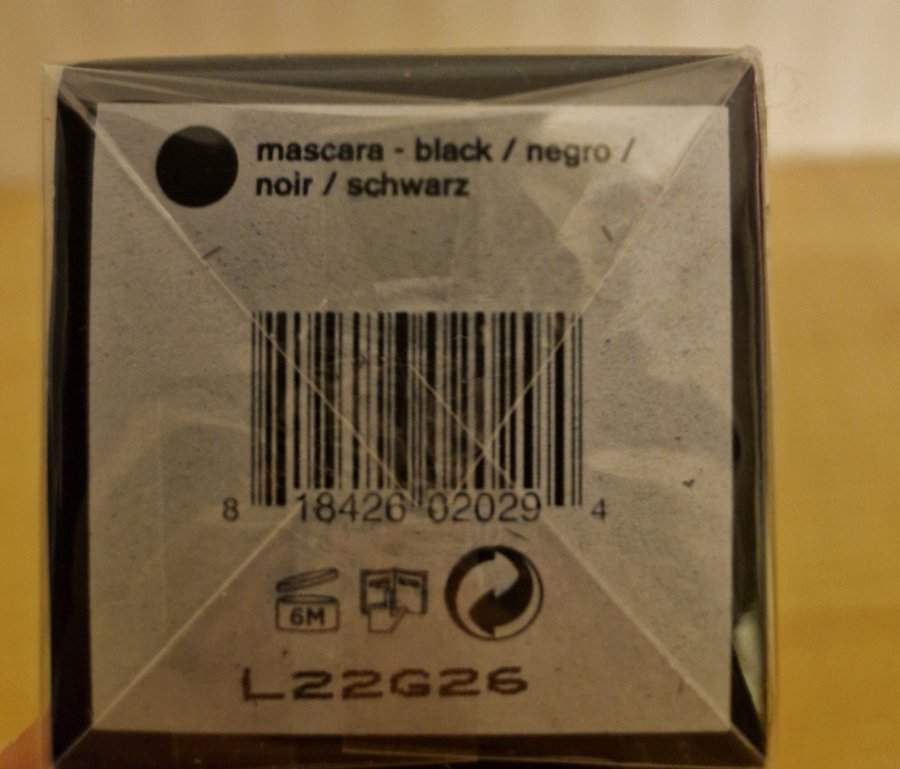 mascara - black / negro /
noir / schwarz
8 18426 02029 4
6M
L22G26